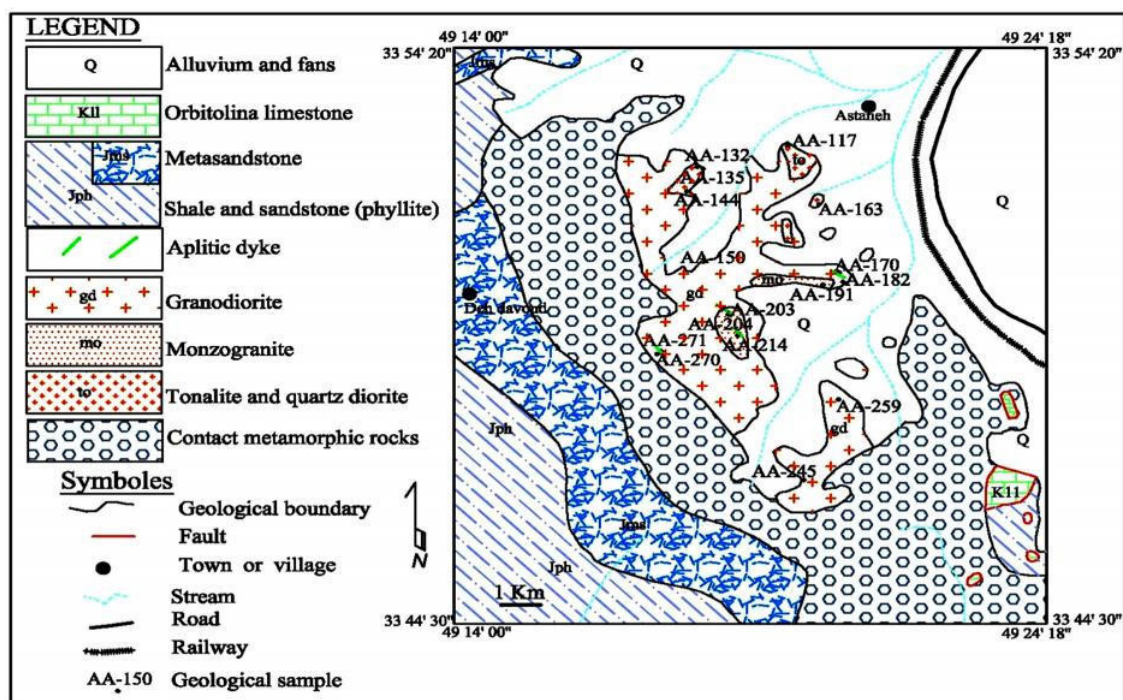 LEGEND
Q Alluvium and fans
K1l Orbitolina limestone
Jms Metasandstone
Jph
Shale and sandstone (phyllite)
Aplitic dyke
gd Granodiorite
mo Monzogranite
to Tonalite and quartz diorite
Contact metamorphic rocks
Symboles
Geological boundary
Fault
Town or village
Stream
Road
Railway
AA-150 Geological sample
N
49 14' 00"
49 24' 18"
33 54' 20"
33 54' 20"
Jms
Q
Astaneh
AA-117
to
AA-132
AA-135
AA-144
AA-163
Q
AA-150
AA-170
mo
AA-182
AA-191
gd
Deh davond
AA-203
AA-204
Q
AA-271
AA-214
AA-270
AA-259
gd
Jph
Q
AA-245
K11
Jms
Jph
1 Km
33 44' 30"
33 44' 30"
49 14' 00"
49 24' 18"